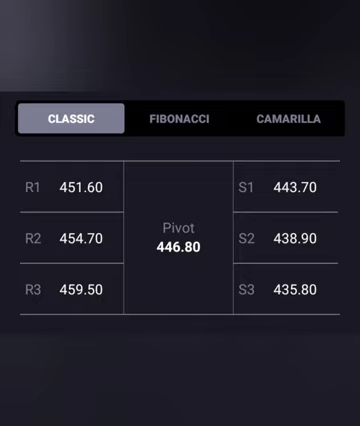 CLASSIC FIBONACCI CAMARILLA
R1 451.60 S1 443.70
Pivot
R2 454.70 446.80 S2 438.90
R3 459.50 S3 435.80